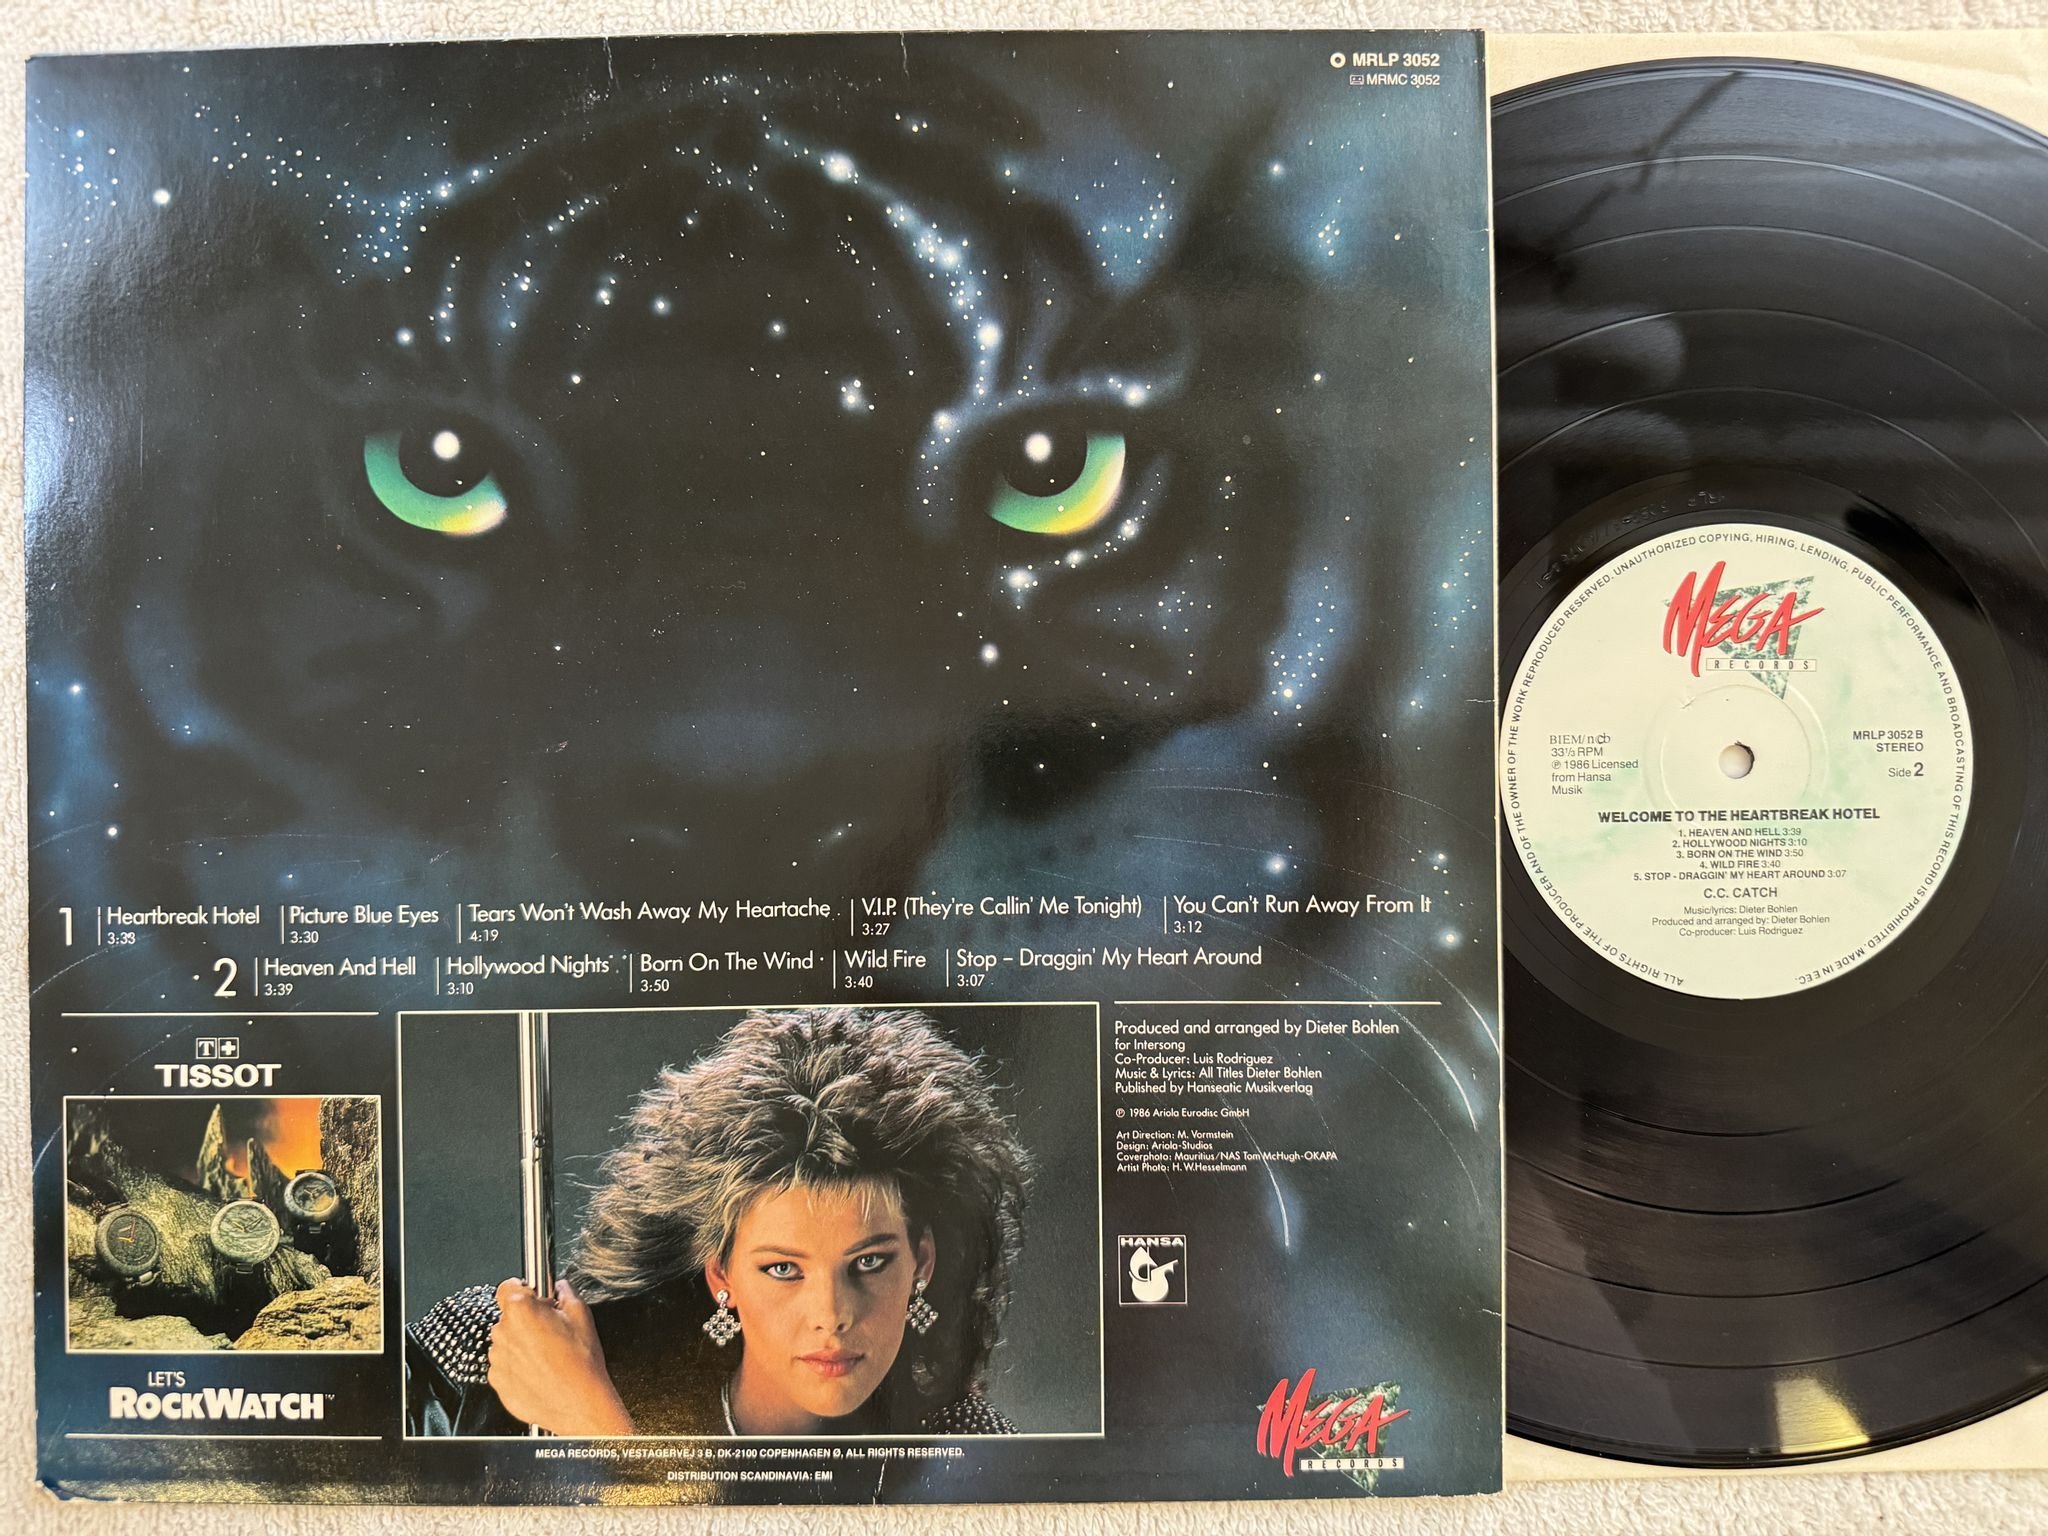 MRLP 3052
MRMC 3052
1
Heartbreak Hotel
3:33
Picture Blue Eyes
3:30
Tears Won't Wash Away My Heartache
4:19
V.I.P. (They're Callin' Me Tonight)
3:27
You Can't Run Away From It
3:12
2
Heaven And Hell
3:39
Hollywood Nights
3:10
Born On The Wind
3:50
Wild Fire
3:40
Stop – Draggin' My Heart Around
3:07
T+
TISSOT
LET'S
ROCKWATCH™
Produced and arranged by Dieter Bohlen
for Intersong
Co-Producer: Luis Rodriguez
Music & Lyrics: All Titles Dieter Bohlen
Published by Hanseatic Musikverlag
℗ 1986 Ariola Eurodisc GmbH
Art Direction: M. Vormstein
Design: Ariola-Studios
Coverphoto: Mauritius/NAS Tom McHugh-OKAPA
Artist Photo: H.W.Hesselmann
HANSA
MEGA
RECORDS
MEGA RECORDS, VESTAGERVEJ 3 B, DK-2100 COPENHAGEN Ø, ALL RIGHTS RESERVED.
DISTRIBUTION SCANDINAVIA: EMI
ALL RIGHTS OF THE PRODUCER AND OF THE OWNER OF THE WORK REPRODUCED RESERVED. UNAUTHORIZED COPYING, HIRING, LENDING, PUBLIC PERFORMANCE AND BROADCASTING OF THIS RECORD IS PROHIBITED. MADE IN EEC.
MEGA
RECORDS
BIEM/ncb
33⅓ RPM
℗ 1986 Licensed
from Hansa
Musik
MRLP 3052 B
STEREO
Side 2
WELCOME TO THE HEARTBREAK HOTEL
1. HEAVEN AND HELL 3:39
2. HOLLYWOOD NIGHTS 3:10
3. BORN ON THE WIND 3:50
4. WILD FIRE 3:40
5. STOP - DRAGGIN' MY HEART AROUND 3:07
C.C. CATCH
Music/lyrics: Dieter Bohlen
Produced and arranged by: Dieter Bohlen
Co-producer: Luis Rodriguez